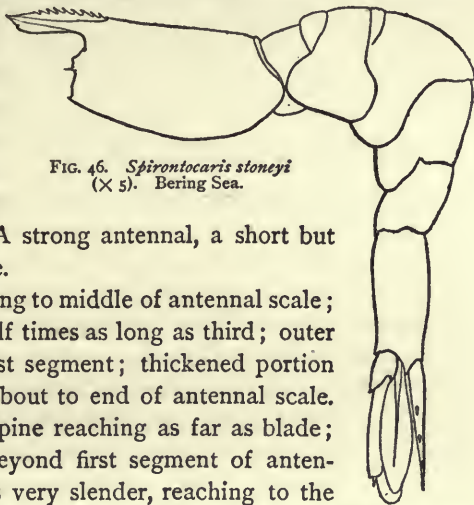 FIG. 46. Spirontocaris stoneyi
(× 5). Bering Sea.
A strong antennal, a short but
e.
ng to middle of antennal scale;
lf times as long as third; outer
st segment; thickened portion
bout to end of antennal scale.
pine reaching as far as blade;
eyond first segment of anten-
s very slender, reaching to the